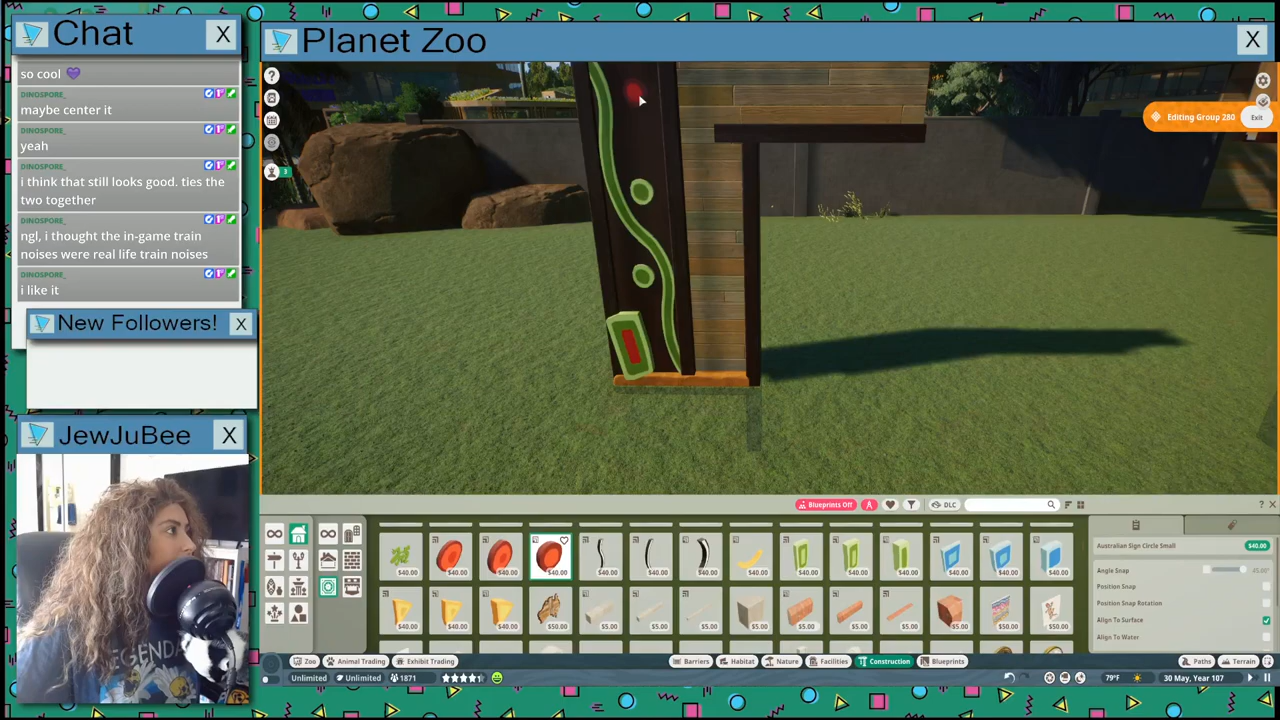 Chat
X
so cool 💜
DINOSPORE_
maybe center it
DINOSPORE_
yeah
DINOSPORE_
i think that still looks good. ties the
two together
DINOSPORE_
ngl, i thought the in-game train
noises were real life train noises
DINOSPORE_
i like it
New Followers!
X
JewJuBee
X
LEGENDA
Planet Zoo
X
?
3
Editing Group 280
Exit
Blueprints Off
DLC
? X
$40.00 $40.00 $40.00 $40.00 $40.00 $40.00 $40.00 $40.00 $40.00 $40.00 $40.00 $40.00 $40.00 $40.00
$40.00 $40.00 $40.00 $50.00 $5.00 $5.00 $5.00 $5.00 $5.00 $5.00 $5.00 $5.00 $50.00 $50.00
Australian Sign Circle Small
$40.00
Angle Snap
Position Snap
Position Snap Rotation
Align To Surface
Align To Water
Zoo
Animal Trading
Exhibit Trading
Barriers
Habitat
Nature
Facilities
Construction
Blueprints
Paths
Terrain
Unlimited
Unlimited
1871
79°F
30 May, Year 107